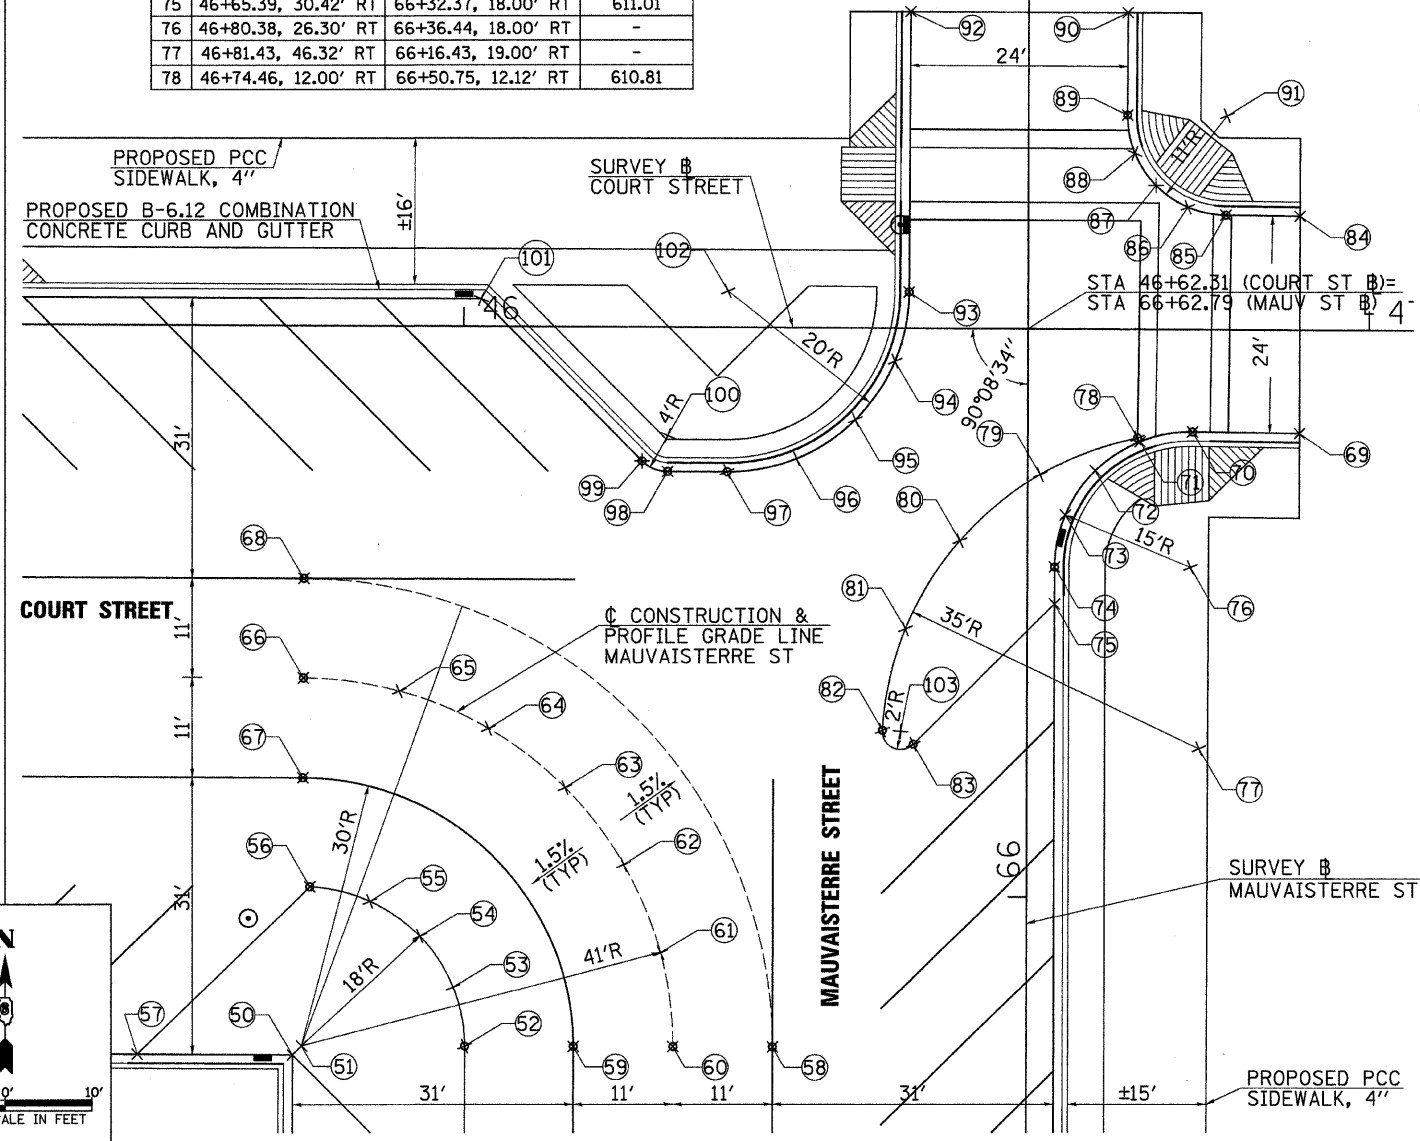 75 46+65.39, 30.42' RT 66+32.37, 18.00' RT 611.01
76 46+80.38, 26.30' RT 66+36.44, 18.00' RT -
77 46+81.43, 46.32' RT 66+16.43, 19.00' RT -
78 46+74.46, 12.00' RT 66+50.75, 12.12' RT 610.81
92
90
24'
89
91
11'R
PROPOSED PCC
SIDEWALK, 4"
SURVEY B
COURT STREET
88
PROPOSED B-6.12 COMBINATION
CONCRETE CURB AND GUTTER
±16'
87
86
85
84
101
102
STA 46+62.31 (COURT ST B)=
STA 66+62.79 (MAUV ST B)
46
93
4
20'R
24'
90°08'34"
4'R
100
94
78
79
31'
95
69
99
98
97
96
80
70
71
72
15'R
73
68
COURT STREET
11'
66
₵ CONSTRUCTION &
PROFILE GRADE LINE
MAUVAISTERRE ST
81
35'R
74
76
75
65
64
82
2'R
103
67
11'
63
1.5%
(TYP)
83
77
MAUVAISTERRE STREET
30'R
56
1.5%
(TYP)
62
66
SURVEY B
MAUVAISTERRE ST
31'
55
54
61
N
53
18'R
41'R
57
50
52
51
59
60
58
0' 10'
ALE IN FEET
31'
11'
11'
31'
±15'
PROPOSED PCC
SIDEWALK, 4"